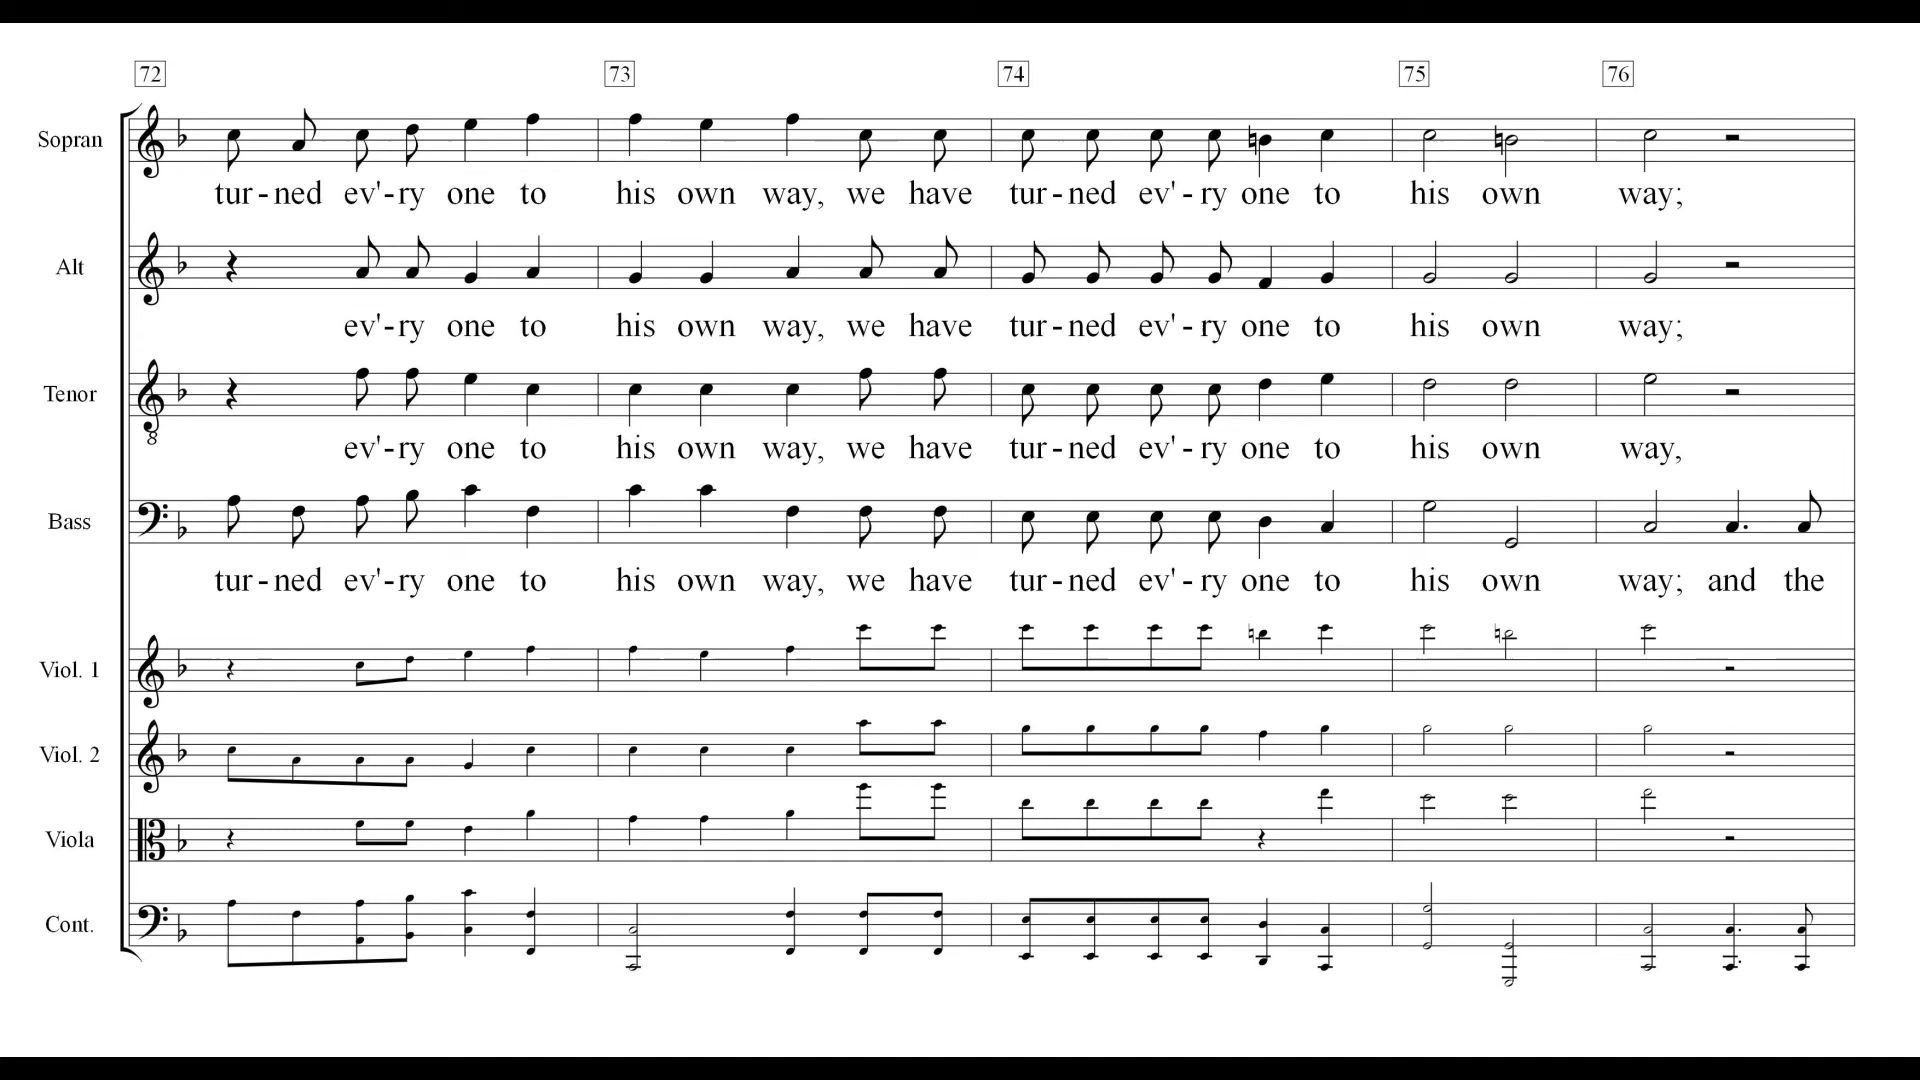 72 73 74 75 76
Sopran
tur - ned ev'-ry one to his own way, we have tur - ned ev' - ry one to his own way;
Alt
ev'-ry one to his own way, we have tur - ned ev' - ry one to his own way;
Tenor
8
ev'-ry one to his own way, we have tur - ned ev' - ry one to his own way,
Bass
tur - ned ev'-ry one to his own way, we have tur - ned ev' - ry one to his own way; and the
Viol. 1
Viol. 2
Viola
Cont.